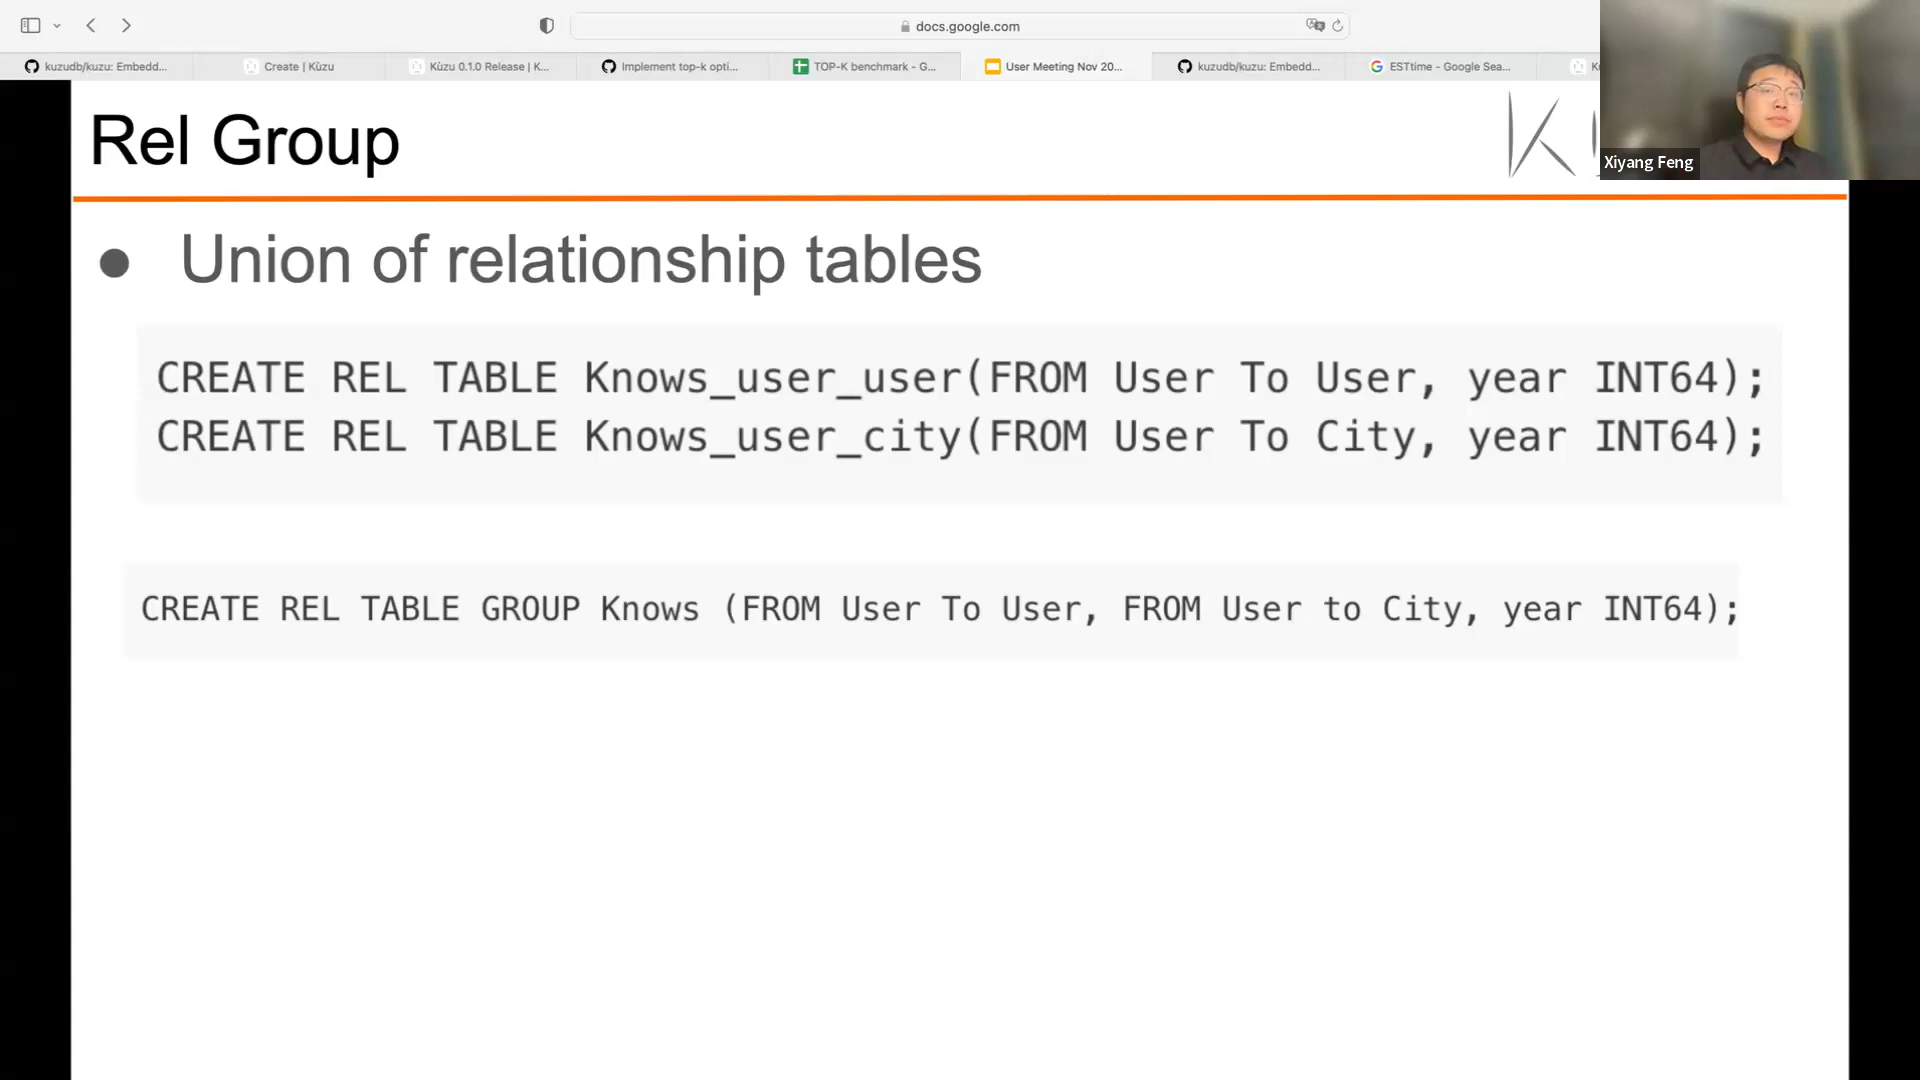 docs.google.com
kuzudb/kuzu: Embedd...
Create | Kùzu
Kùzu 0.1.0 Release | K...
Implement top-k opti...
TOP-K benchmark - G...
User Meeting Nov 20...
kuzudb/kuzu: Embedd...
ESTtime - Google Sea...
Rel Group
Xiyang Feng
● Union of relationship tables
CREATE REL TABLE Knows_user_user(FROM User To User, year INT64);
CREATE REL TABLE Knows_user_city(FROM User To City, year INT64);
CREATE REL TABLE GROUP Knows (FROM User To User, FROM User to City, year INT64);